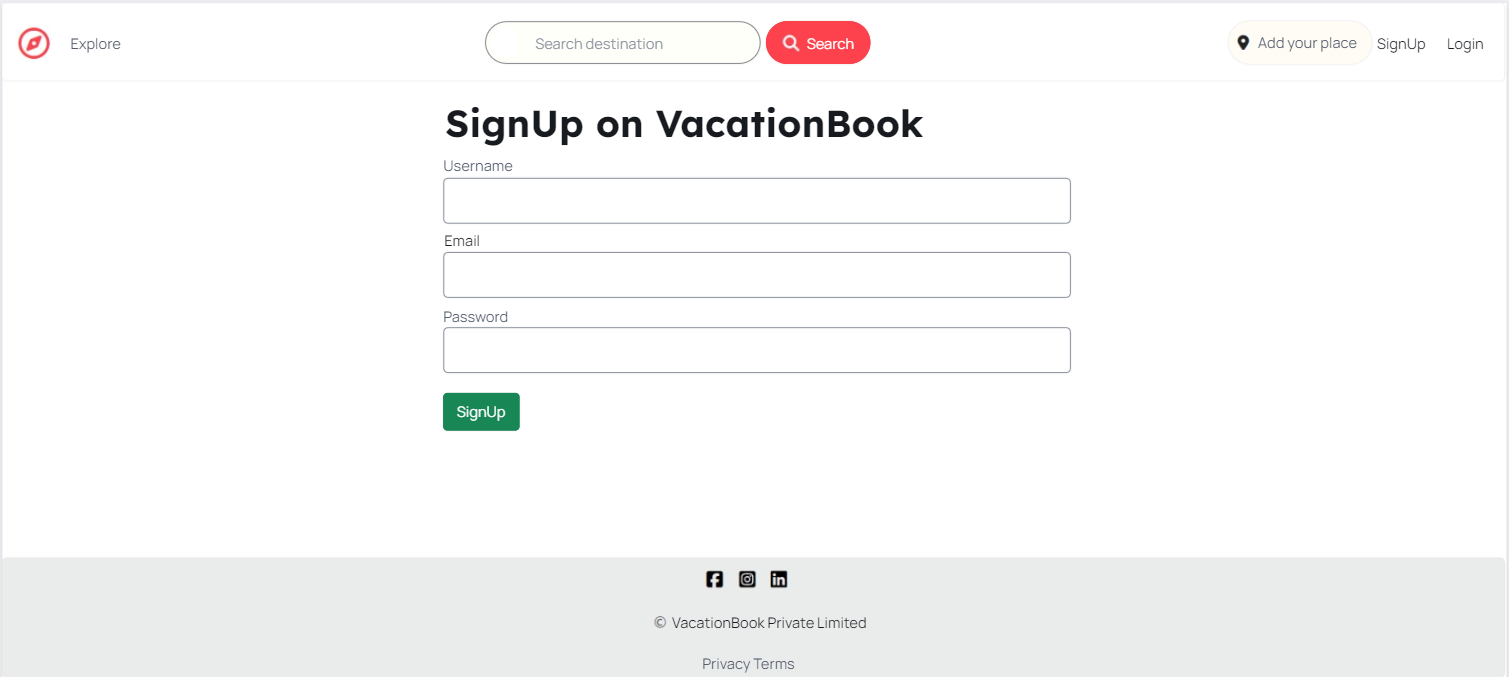 Explore Search destination Search Add your place SignUp Login
SignUp on VacationBook
Username
Email
Password
SignUp
© VacationBook Private Limited
Privacy Terms